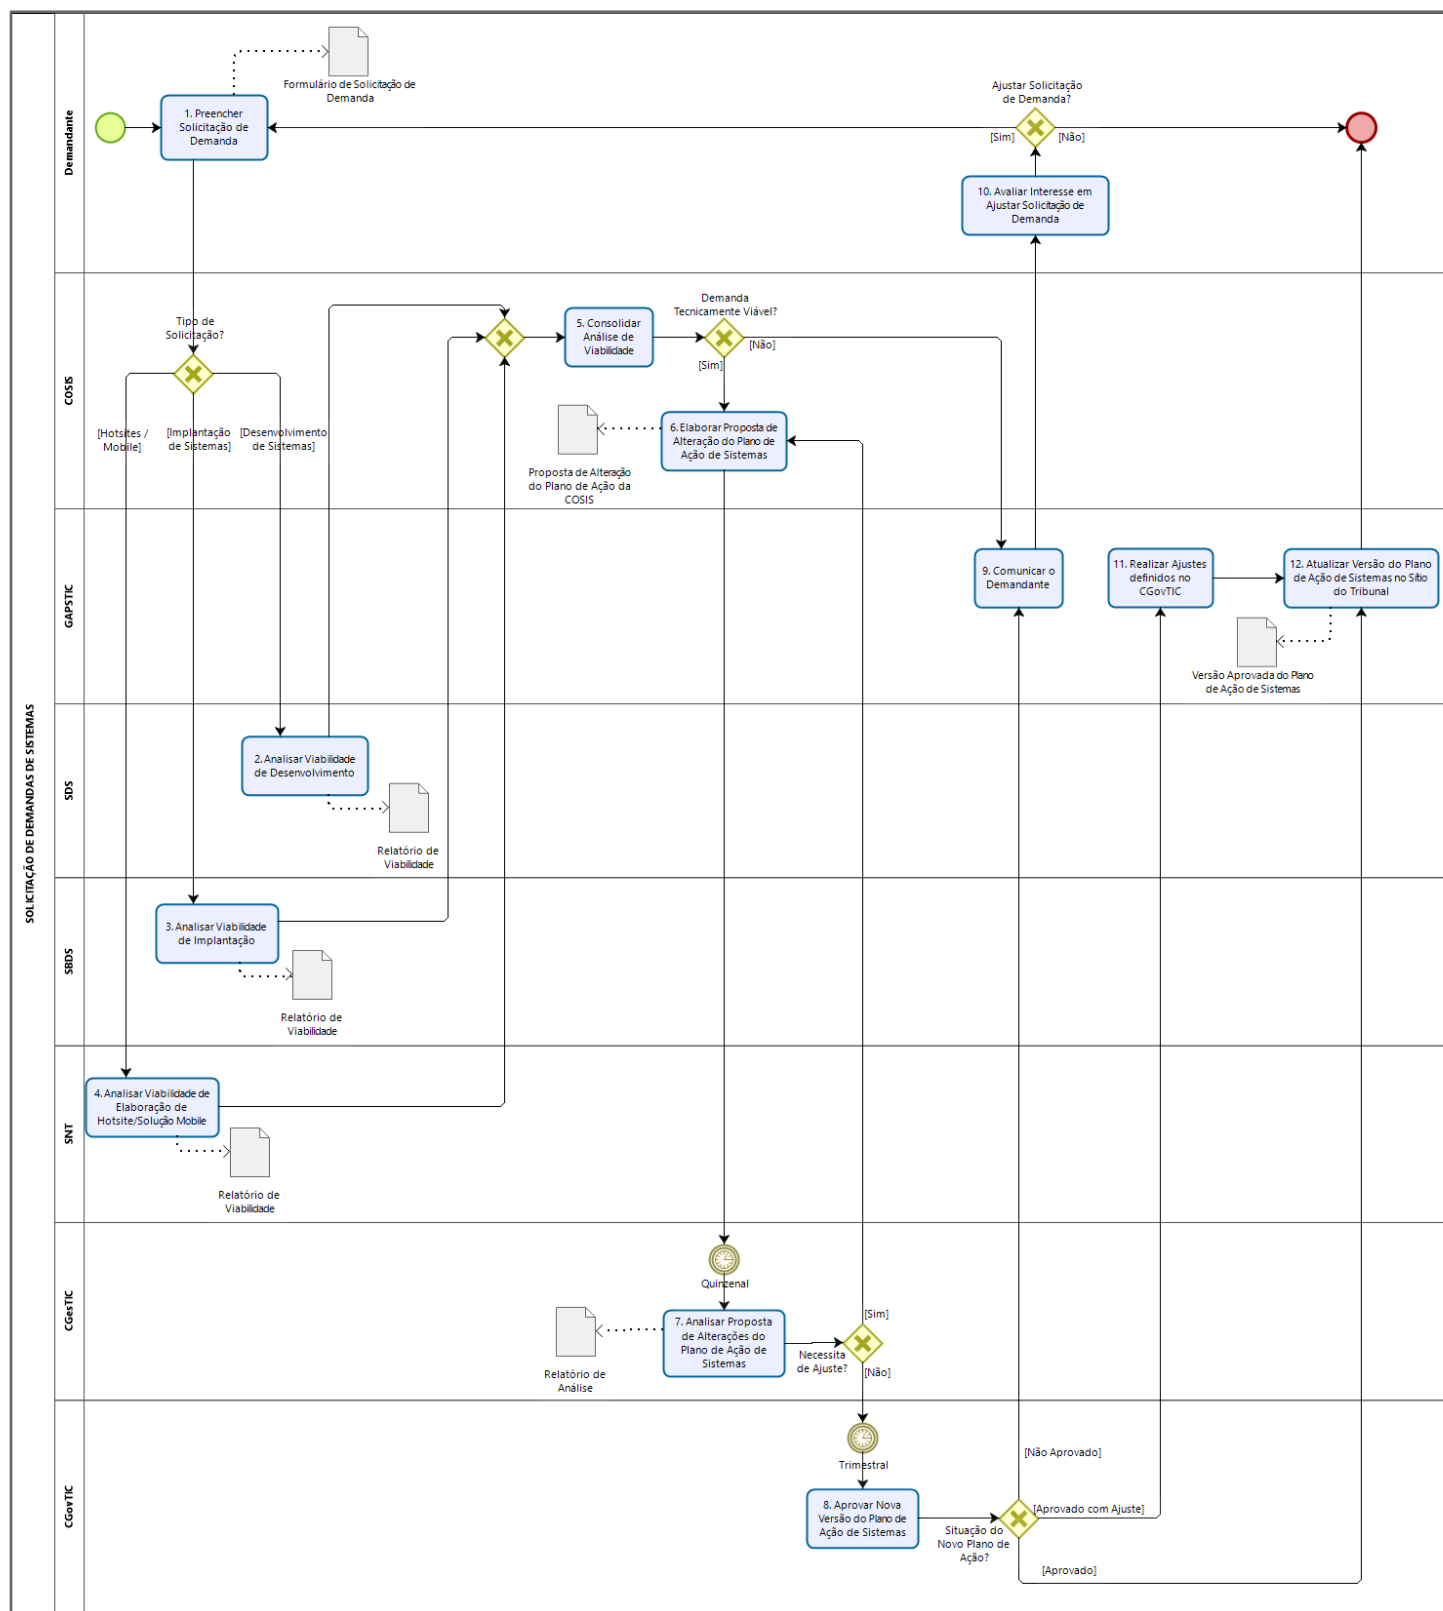 SOLICITAÇÃO DE DEMANDAS DE SISTEMAS
Demandante
Formulário de Solicitação de
Demanda
1. Preencher
Solicitação de
Demanda
Ajustar Solicitação
de Demanda?
[Sim]
[Não]
10. Avaliar Interesse em
Ajustar Solicitação de
Demanda
COSIS
Tipo de
Solicitação?
[Hotsites /
Mobile]
[Implantação
de Sistemas]
[Desenvolvimento
de Sistemas]
5. Consolidar
Análise de
Viabilidade
Demanda
Tecnicamente Viável?
[Não]
[Sim]
6. Elaborar Proposta de
Alteração do Plano de
Ação de Sistemas
Proposta de Alteração
do Plano de Ação da
COSIS
GAPSTIC
9. Comunicar o
Demandante
11. Realizar Ajustes
definidos no
CGovTIC
12. Atualizar Versão do Plano
de Ação de Sistemas no Sítio
do Tribunal
Versão Aprovada do Plano
de Ação de Sistemas
SDS
2. Analisar Viabilidade
de Desenvolvimento
Relatório de
Viabilidade
SBDS
3. Analisar Viabilidade
de Implantação
Relatório de
Viabilidade
SNT
4. Analisar Viabilidade de
Elaboração de
Hotsite/Solução Mobile
Relatório de
Viabilidade
CGesTIC
Quinzenal
7. Analisar Proposta
de Alterações do
Plano de Ação de
Sistemas
Relatório de
Análise
Necessita
de Ajuste?
[Sim]
[Não]
CGovTIC
Trimestral
8. Aprovar Nova
Versão do Plano de
Ação de Sistemas
Situação do
Novo Plano de
Ação?
[Não Aprovado]
[Aprovado com Ajuste]
[Aprovado]